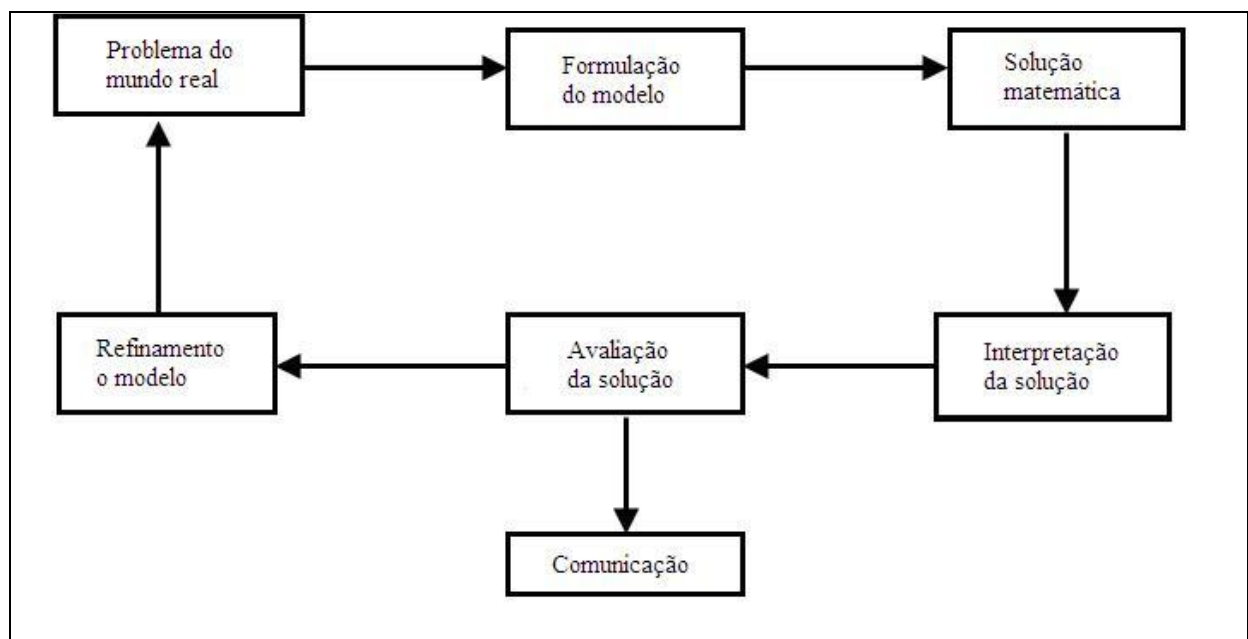 Problema do
mundo real
Formulação
do modelo
Solução
matemática
Refinamento
o modelo
Avaliação
da solução
Interpretação
da solução
Comunicação